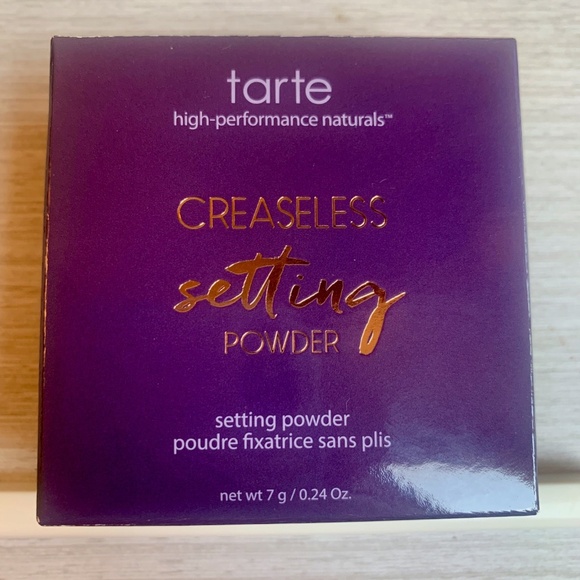 tarte
high-performance naturals™
CREASELESS
setting
POWDER
setting powder
poudre fixatrice sans plis
net wt 7 g / 0.24 Oz.